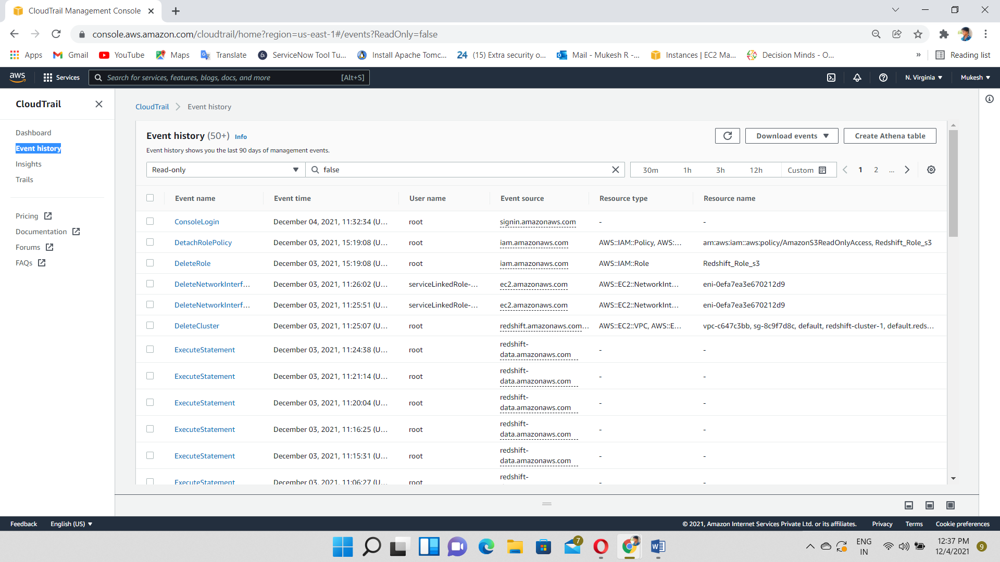 CloudTrail Management Console
console.aws.amazon.com/cloudtrail/home?region=us-east-1#/events?ReadOnly=false
Apps Gmail YouTube Maps Translate ServiceNow Tool Tu... Install Apache Tomc... 24 (15) Extra security o... Mail - Mukesh R -... Instances | EC2 Ma... Decision Minds - O... » Reading list
aws Services Search for services, features, blogs, docs, and more [Alt+S] N. Virginia Mukesh
CloudTrail
Dashboard
Event history
Insights
Trails
Pricing
Documentation
Forums
FAQs
CloudTrail Event history
Event history (50+) Info
Download events Create Athena table
Event history shows you the last 90 days of management events.
Read-only false 30m 1h 3h 12h Custom 1 2 ...
Event name Event time User name Event source Resource type Resource name
ConsoleLogin December 04, 2021, 11:32:34 (U... root signin.amazonaws.com - -
DetachRolePolicy December 03, 2021, 15:19:08 (U... root iam.amazonaws.com AWS::IAM::Policy, AWS:... arn:aws:iam::aws:policy/AmazonS3ReadOnlyAccess, Redshift_Role_s3
DeleteRole December 03, 2021, 15:19:08 (U... root iam.amazonaws.com AWS::IAM::Role Redshift_Role_s3
DeleteNetworkInterf... December 03, 2021, 11:26:02 (U... serviceLinkedRole-... ec2.amazonaws.com AWS::EC2::NetworkInt... eni-0efa7ea3e670212d9
DeleteNetworkInterf... December 03, 2021, 11:25:51 (U... serviceLinkedRole-... ec2.amazonaws.com AWS::EC2::NetworkInt... eni-0efa7ea3e670212d9
DeleteCluster December 03, 2021, 11:25:07 (U... root redshift.amazonaws.com... AWS::EC2::VPC, AWS::E... vpc-c647c3bb, sg-8c9f7d8c, default, redshift-cluster-1, default.reds...
ExecuteStatement December 03, 2021, 11:24:38 (U... root redshift-
data.amazonaws.com - -
ExecuteStatement December 03, 2021, 11:21:14 (U... root redshift-
data.amazonaws.com - -
ExecuteStatement December 03, 2021, 11:20:04 (U... root redshift-
data.amazonaws.com - -
ExecuteStatement December 03, 2021, 11:16:25 (U... root redshift-
data.amazonaws.com - -
ExecuteStatement December 03, 2021, 11:15:31 (U... root redshift-
data.amazonaws.com - -
ExecuteStatement December 03, 2021, 11:06:27 (U... root redshift-
- -
Feedback English (US) © 2021, Amazon Internet Services Private Ltd. or its affiliates. Privacy Terms Cookie preferences
7
ENG
IN
12:37 PM
12/4/2021
9